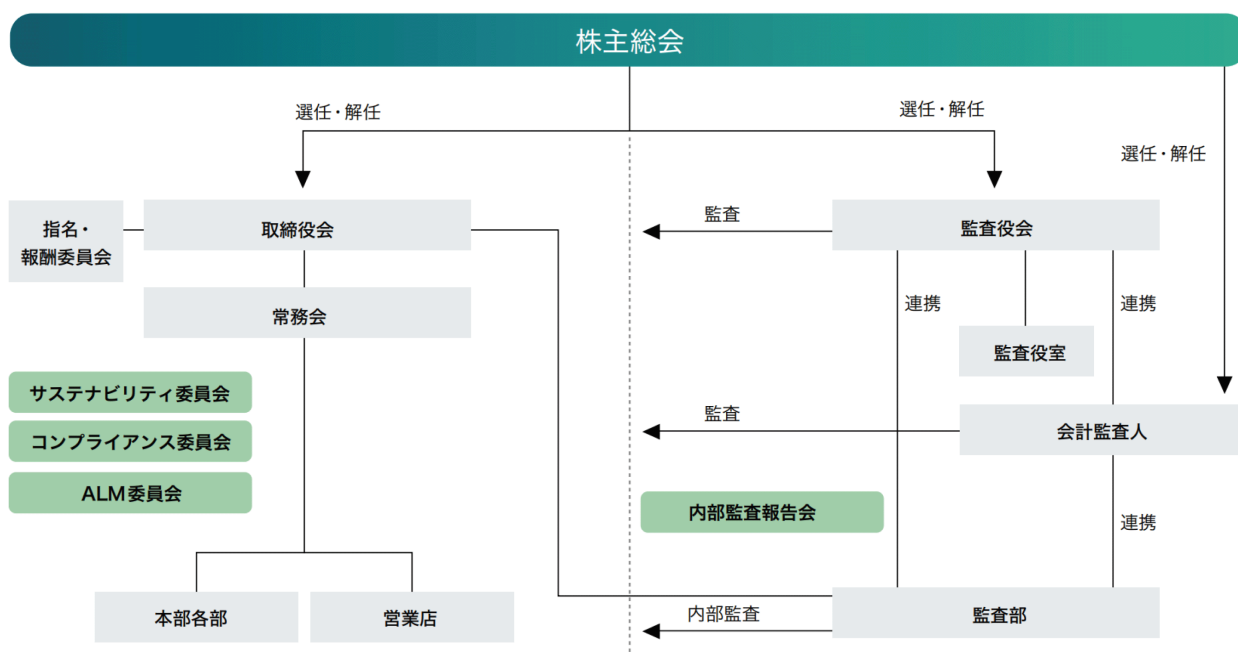 株主総会
選任・解任
選任・解任
選任・解任
指名・
報酬委員会
取締役会
監査
監査役会
常務会
連携
連携
監査役室
サステナビリティ委員会
コンプライアンス委員会
ALM委員会
監査
会計監査人
内部監査報告会
連携
本部各部
営業店
内部監査
監査部